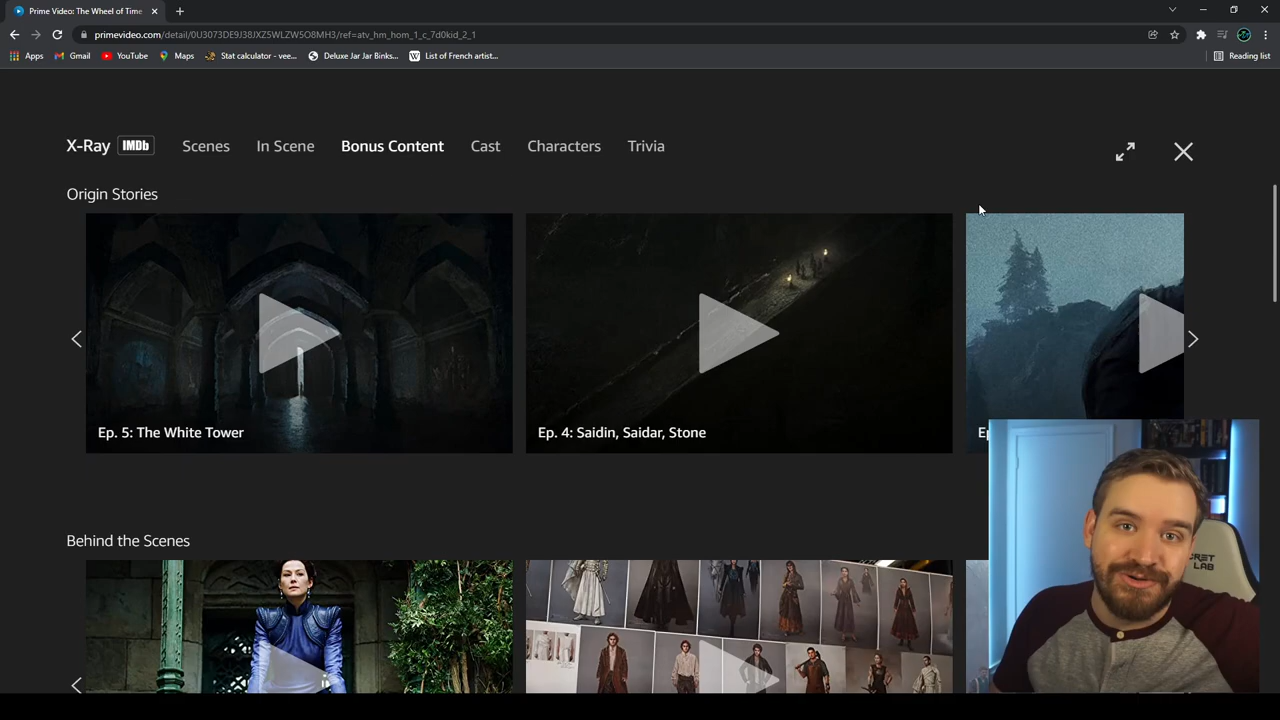 Prime Video: The Wheel of Time
primevideo.com/detail/0U3073DE9J38JXZ5WLZW5O8MH3/ref=atv_hm_hom_1_c_7d0kid_2_1
Apps Gmail YouTube Maps Stat calculator - vee... Deluxe Jar Jar Binks... List of French artist... Reading list
X-Ray IMDb Scenes In Scene Bonus Content Cast Characters Trivia
Origin Stories
Ep. 5: The White Tower
Ep. 4: Saidin, Saidar, Stone
Behind the Scenes
LAB